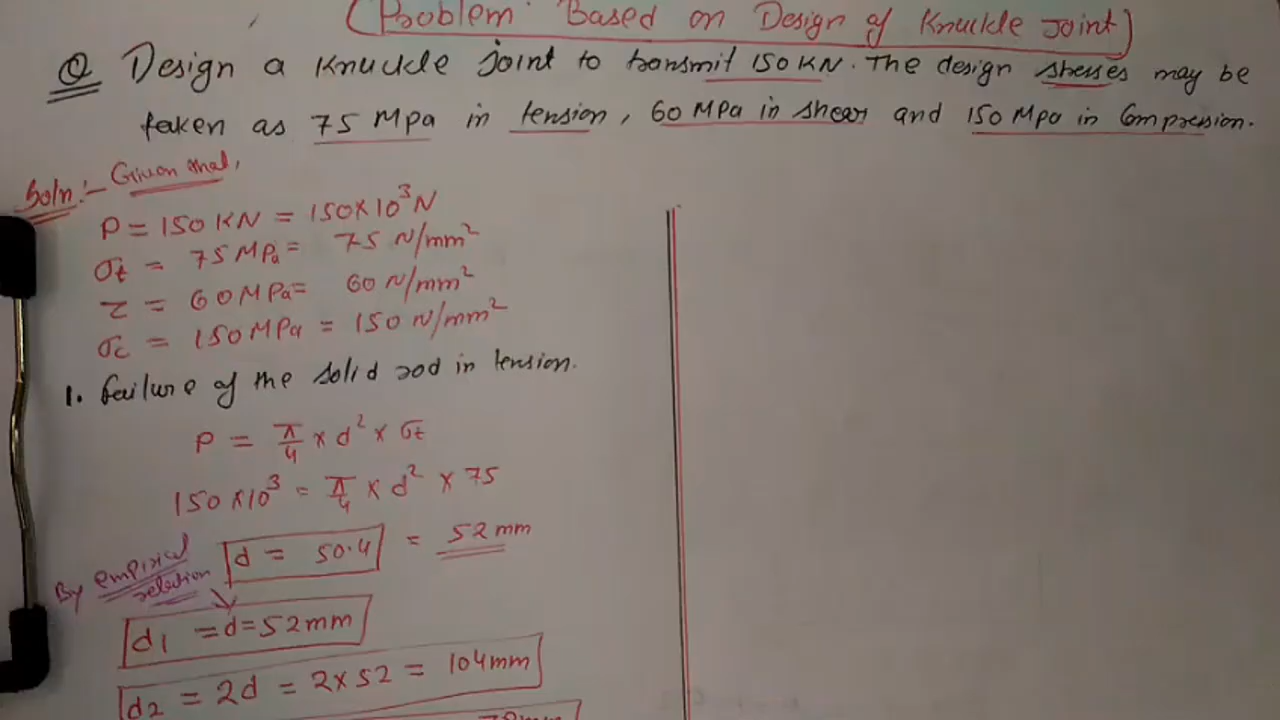 (Problem Based on Design of Knuckle Joint)
Q Design a Knuckle Joint to transmit 150 KN. The design stresses may be
taken as 75 MPa in tension, 60 MPa in shear and 150 MPa in Compression.
Soln:- Given that,
P = 150 KN = 150×10³ N
σt = 75 MPa = 75 N/mm²
τ = 60 MPa = 60 N/mm²
σc = 150 MPa = 150 N/mm²
1. Failure of the solid rod in tension.
P = π/4 × d² × σt
150×10³ = π/4 × d² × 75
d = 50.4 = 52 mm
By empirical relation
d1 = d = 52 mm
d2 = 2d = 2×52 = 104 mm